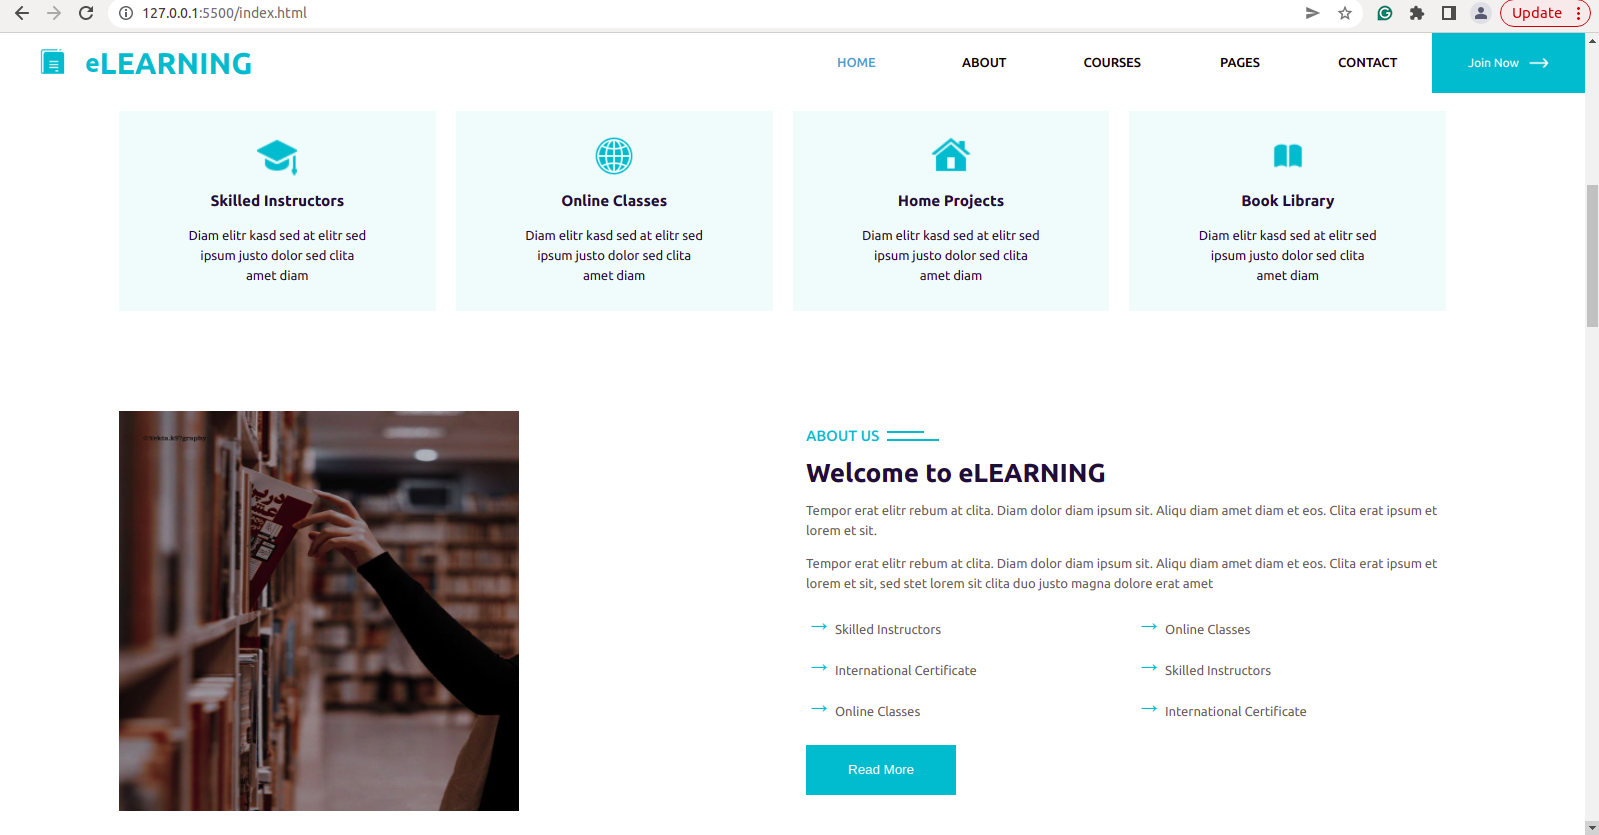 127.0.0.1:5500/index.html
Update
eLEARNING
HOME ABOUT COURSES PAGES CONTACT Join Now
Skilled Instructors
Diam elitr kasd sed at elitr sed
ipsum justo dolor sed clita
amet diam
Online Classes
Diam elitr kasd sed at elitr sed
ipsum justo dolor sed clita
amet diam
Home Projects
Diam elitr kasd sed at elitr sed
ipsum justo dolor sed clita
amet diam
Book Library
Diam elitr kasd sed at elitr sed
ipsum justo dolor sed clita
amet diam
ABOUT US
Welcome to eLEARNING
Tempor erat elitr rebum at clita. Diam dolor diam ipsum sit. Aliqu diam amet diam et eos. Clita erat ipsum et
lorem et sit.
Tempor erat elitr rebum at clita. Diam dolor diam ipsum sit. Aliqu diam amet diam et eos. Clita erat ipsum et
lorem et sit, sed stet lorem sit clita duo justo magna dolore erat amet
→ Skilled Instructors → Online Classes
→ International Certificate → Skilled Instructors
→ Online Classes → International Certificate
Read More